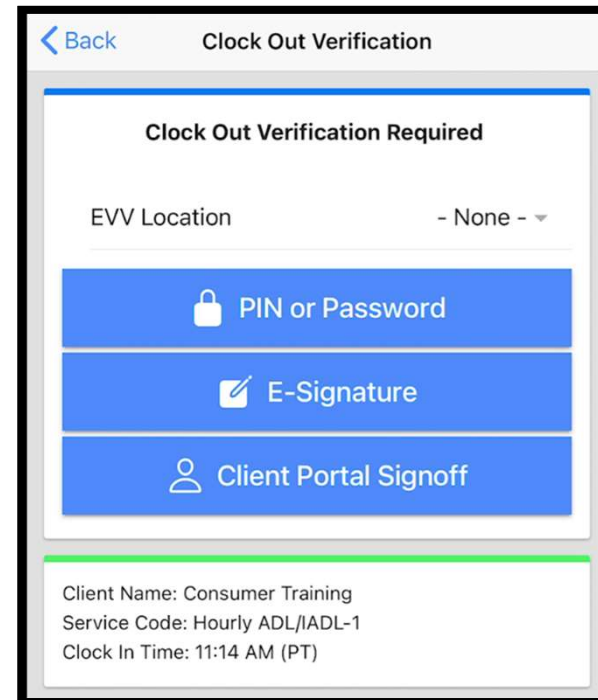 Back Clock Out Verification
Clock Out Verification Required
EVV Location - None -
PIN or Password
E-Signature
Client Portal Signoff
Client Name: Consumer Training
Service Code: Hourly ADL/IADL-1
Clock In Time: 11:14 AM (PT)